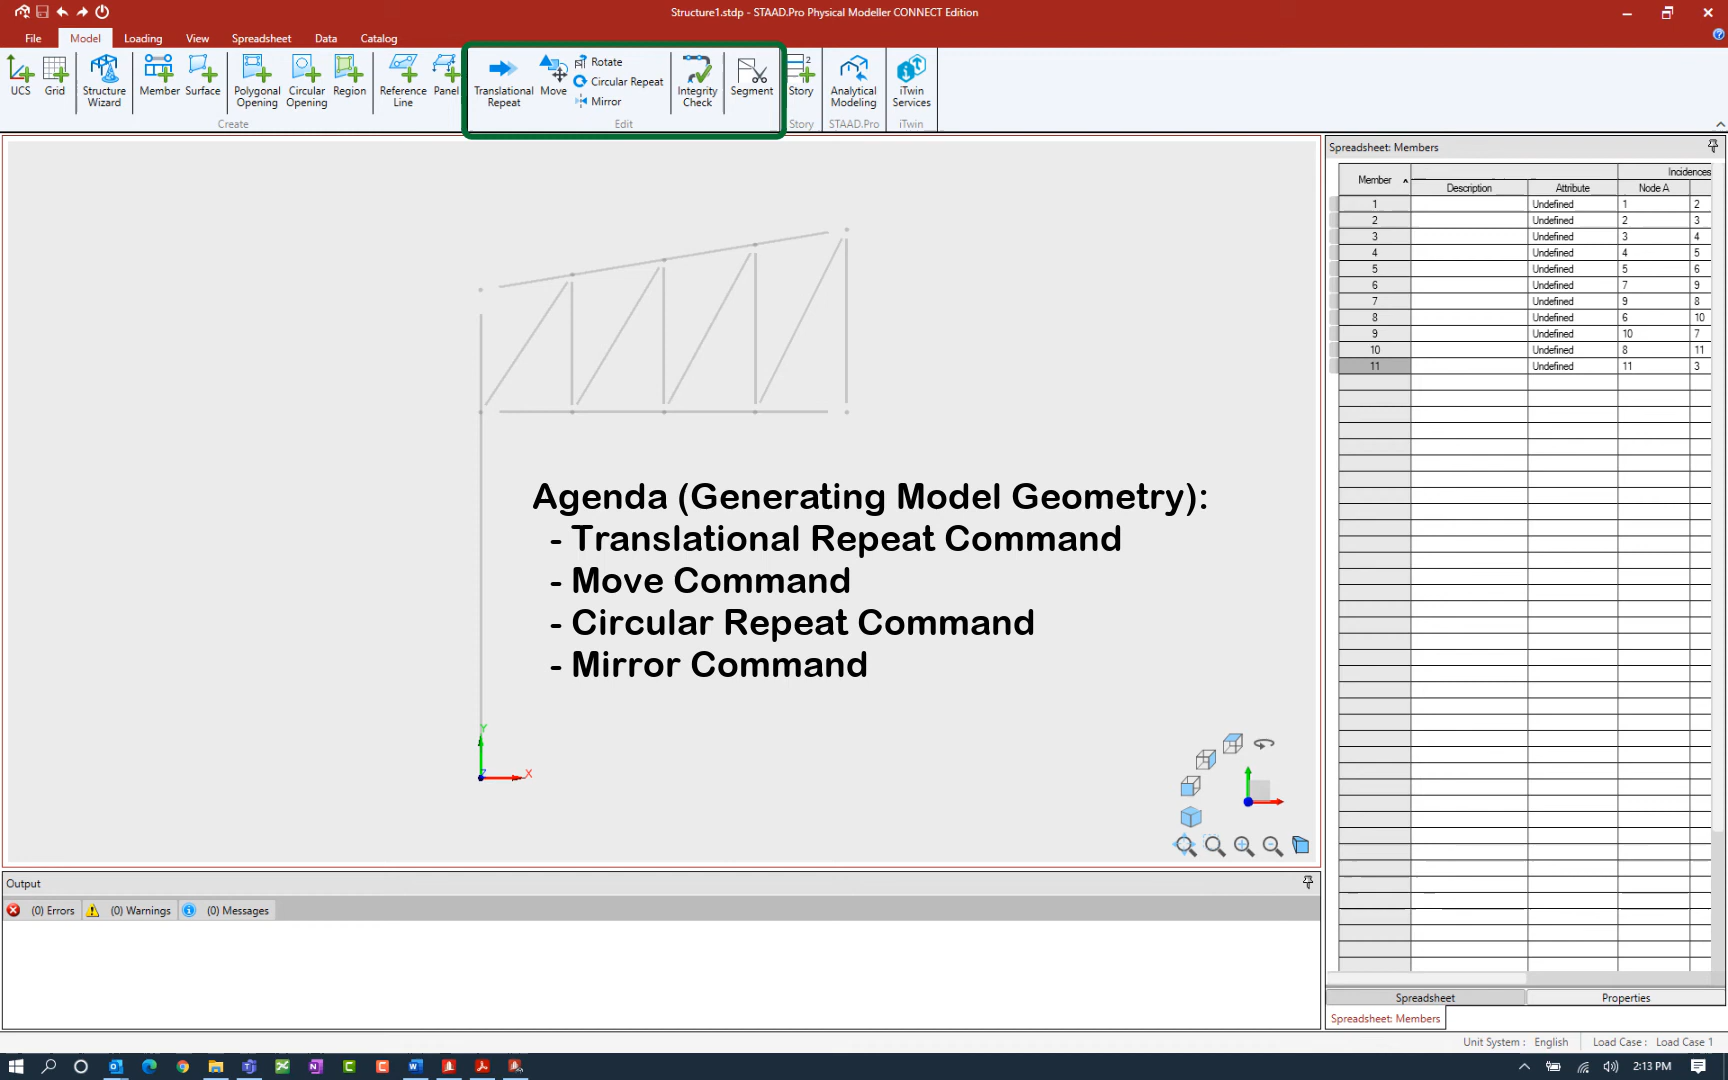 Structure1.stdp - STAAD.Pro Physical Modeller CONNECT Edition
File Model Loading View Spreadsheet Data Catalog
UCS
Grid
Structure Wizard
Member
Surface
Polygonal Opening
Circular Opening
Region
Reference Line
Panel
Create
Translational Repeat
Move
Rotate
Circular Repeat
Mirror
Integrity Check
Segment
Edit
Story
Story
Analytical Modeling
STAAD.Pro
iTwin Services
iTwin
Agenda (Generating Model Geometry):
- Translational Repeat Command
- Move Command
- Circular Repeat Command
- Mirror Command
Y
Z
X
Spreadsheet: Members
Incidences
Member Description Attribute Node A
1 Undefined 1 2
2 Undefined 2 3
3 Undefined 3 4
4 Undefined 4 5
5 Undefined 5 6
6 Undefined 7 9
7 Undefined 9 8
8 Undefined 6 10
9 Undefined 10 7
10 Undefined 8 11
11 Undefined 11 3
Spreadsheet Properties
Spreadsheet: Members
Output
(0) Errors (0) Warnings (0) Messages
Unit System : English Load Case : Load Case 1
2:13 PM